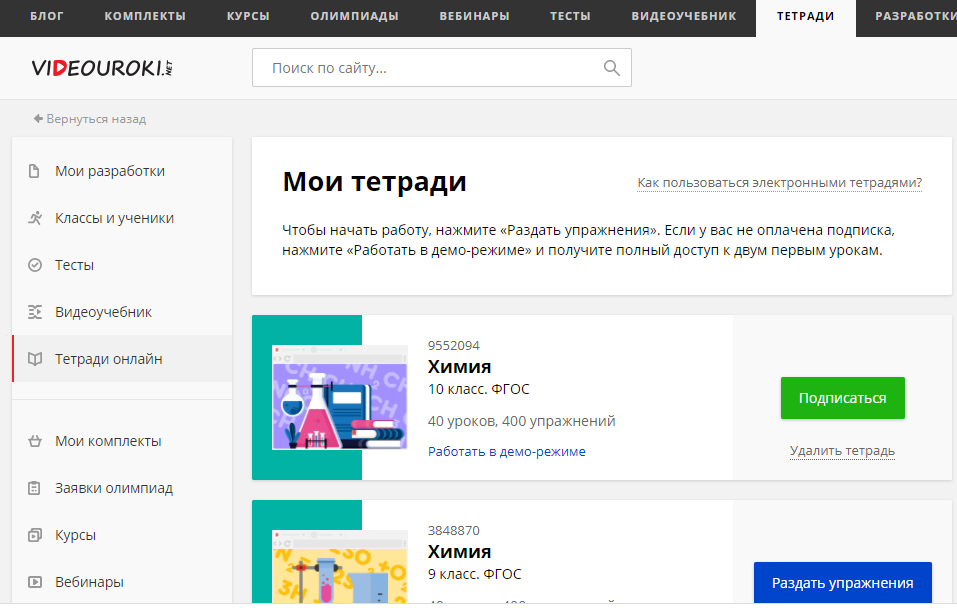 БЛОГ КОМПЛЕКТЫ КУРСЫ ОЛИМПИАДЫ ВЕБИНАРЫ ТЕСТЫ ВИДЕОУЧЕБНИК ТЕТРАДИ РАЗРАБОТКИ
VIDEOUROKI.NET
Поиск по сайту...
Вернуться назад
Мои разработки
Классы и ученики
Тесты
Видеоучебник
Тетради онлайн
Мои комплекты
Заявки олимпиад
Курсы
Вебинары
Мои тетради
Как пользоваться электронными тетрадями?
Чтобы начать работу, нажмите «Раздать упражнения». Если у вас не оплачена подписка,
нажмите «Работать в демо-режиме» и получите полный доступ к двум первым урокам.
9552094
Химия
10 класс. ФГОС
40 уроков, 400 упражнений
Работать в демо-режиме
Подписаться
Удалить тетрадь
3848870
Химия
9 класс. ФГОС
Раздать упражнения